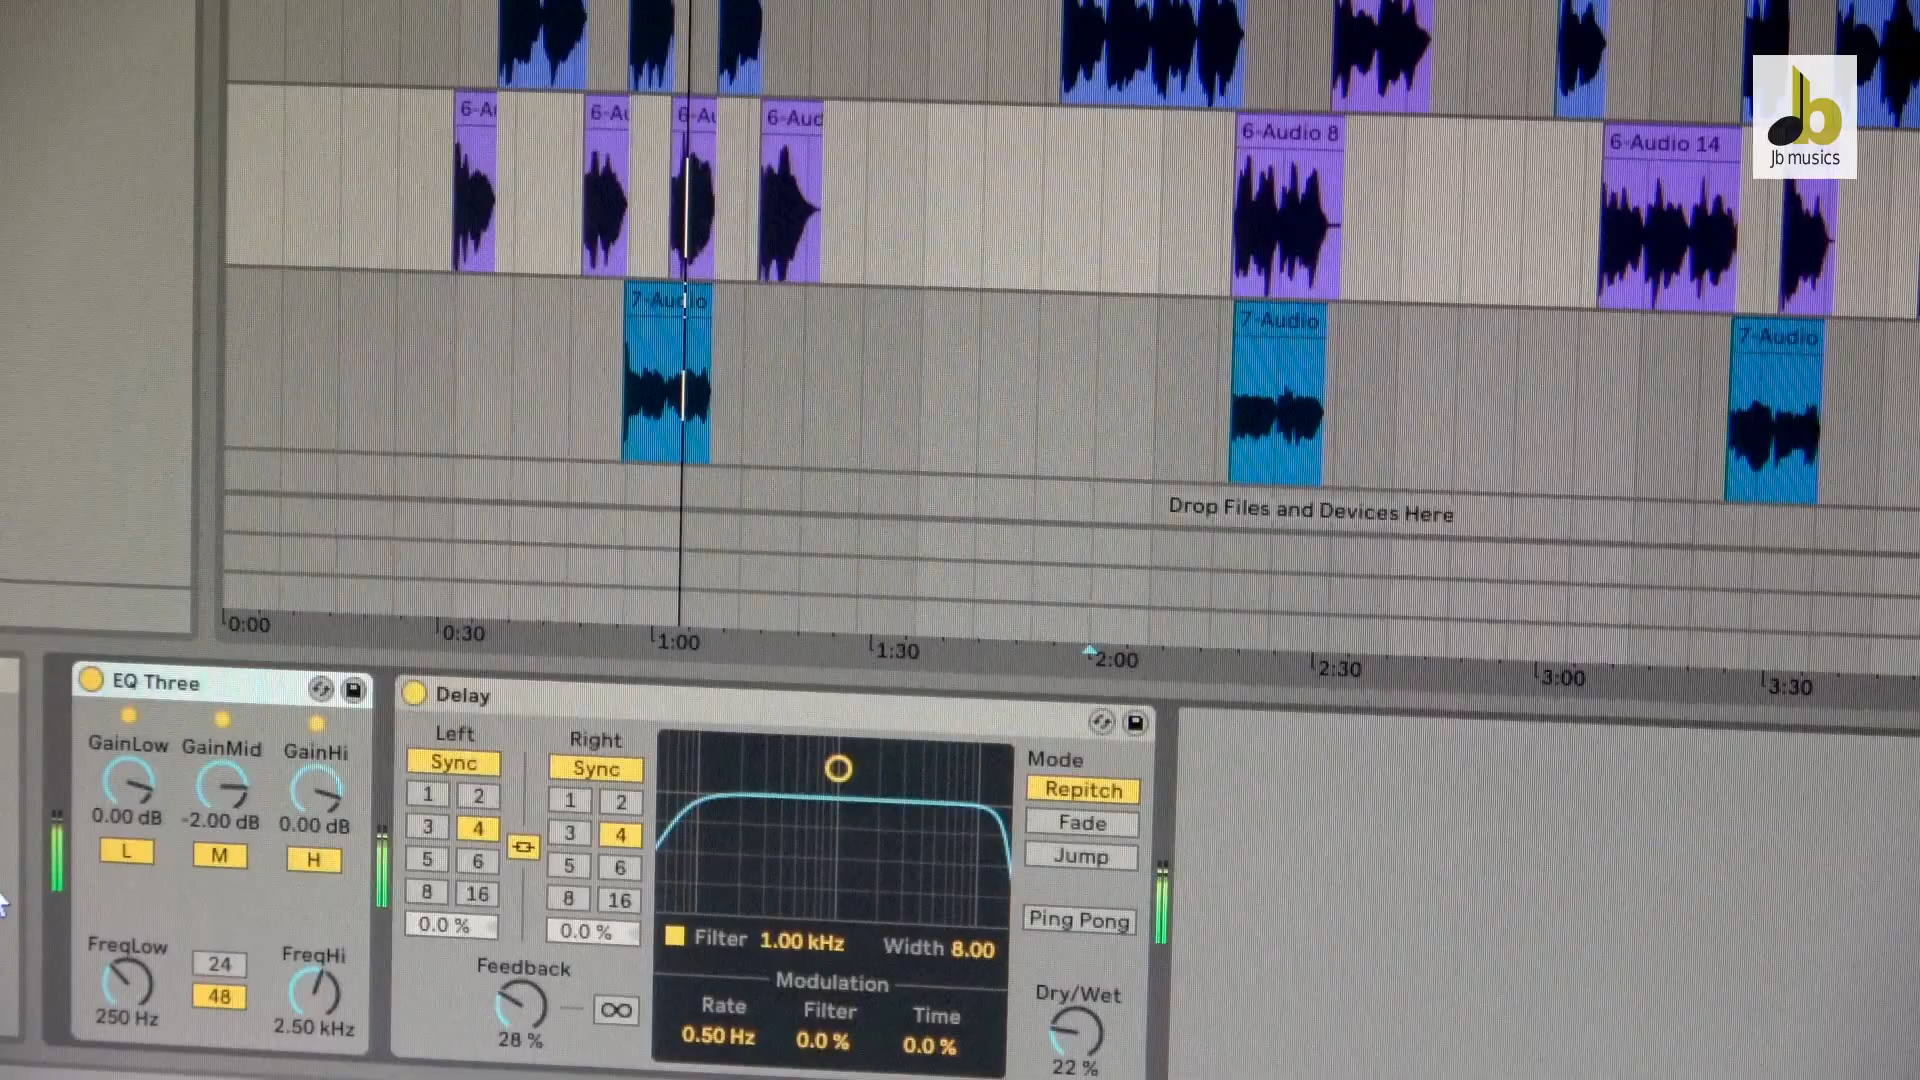 Jb musics
6-Au
6-Au
6-Au
6-Aud
6-Audio 8
6-Audio 14
7-Audio
7-Audio
7-Audio
Drop Files and Devices Here
0:00
0:30
1:00
1:30
2:00
2:30
3:00
3:30
EQ Three
GainLow GainMid GainHi
0.00 dB -2.00 dB 0.00 dB
L M H
FreqLow
24
FreqHi
48
250 Hz
2.50 kHz
Delay
Left
Sync
1 2
3 4
5 6
8 16
0.0 %
Right
Sync
1 2
3 4
5 6
8 16
0.0 %
Feedback
28 %
Filter 1.00 kHz Width 8.00
Modulation
Rate Filter Time
0.50 Hz 0.0 % 0.0 %
Mode
Repitch
Fade
Jump
Ping Pong
Dry/Wet
22 %